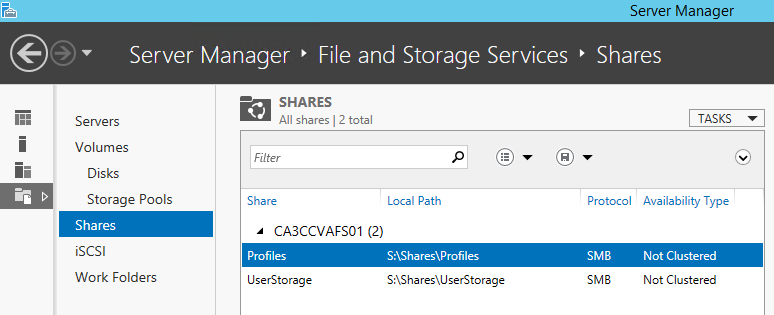 Server Manager
Server Manager ‣ File and Storage Services ‣ Shares
Servers
Volumes
Disks
Storage Pools
Shares
iSCSI
Work Folders
SHARES
All shares | 2 total
TASKS
Filter
Share Local Path Protocol Availability Type
CA3CCVAFS01 (2)
Profiles S:\Shares\Profiles SMB Not Clustered
UserStorage S:\Shares\UserStorage SMB Not Clustered